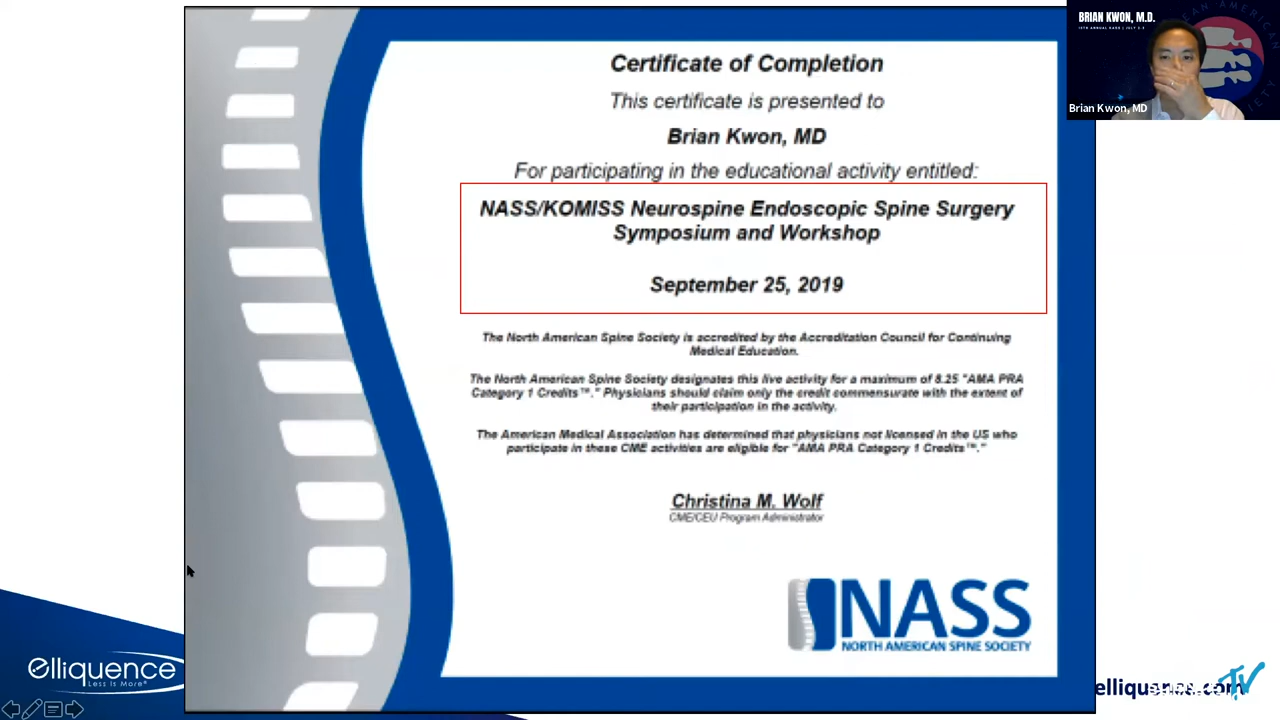 BRIAN KWON, M.D.
Brian Kwon, MD
Certificate of Completion
This certificate is presented to
Brian Kwon, MD
For participating in the educational activity entitled:
NASS/KOMISS Neurospine Endoscopic Spine Surgery
Symposium and Workshop
September 25, 2019
The North American Spine Society is accredited by the Accreditation Council for Continuing
Medical Education.
The North American Spine Society designates this live activity for a maximum of 8.25 "AMA PRA
Category 1 Credits™." Physicians should claim only the credit commensurate with the extent of
their participation in the activity.
The American Medical Association has determined that physicians not licensed in the US who
participate in these CME activities are eligible for "AMA PRA Category 1 Credits™."
Christina M. Wolf
CME/CEU Program Administrator
NASS
NORTH AMERICAN SPINE SOCIETY
elliquence
LESS IS MORE®
elliquence.com
TV